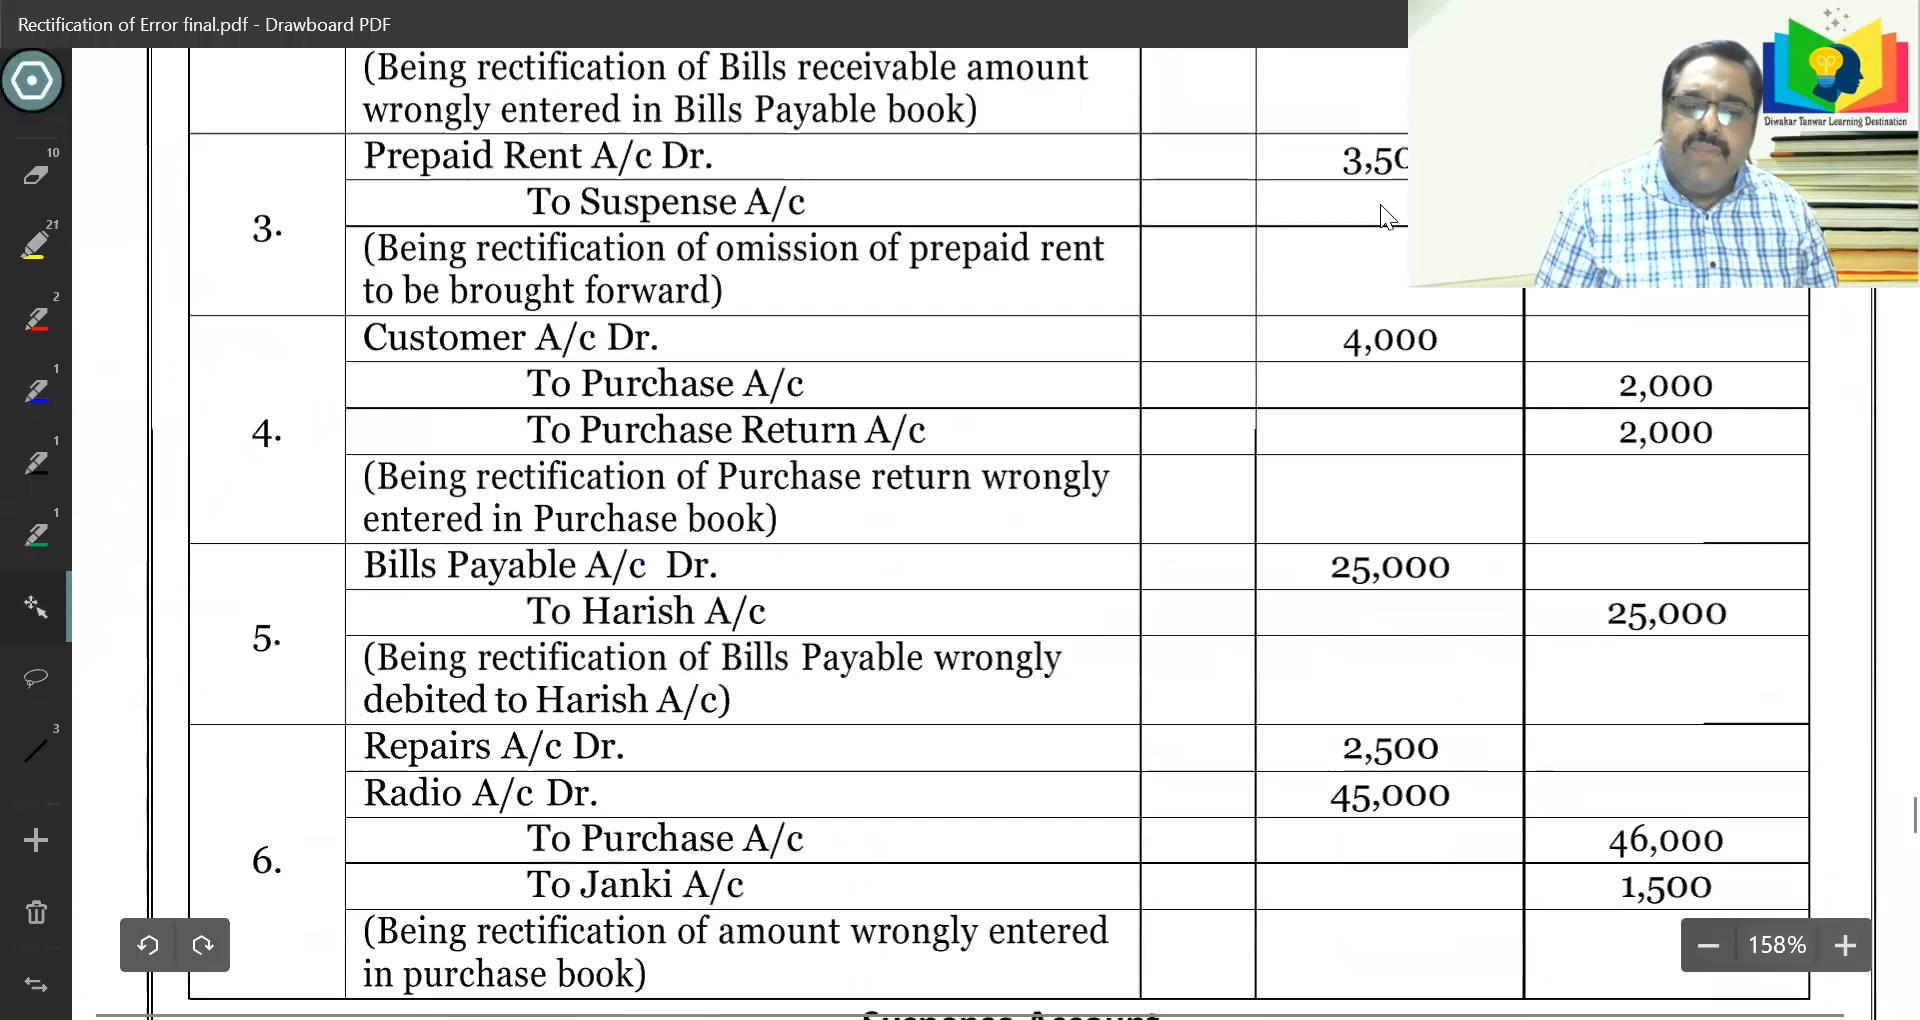 Rectification of Error final.pdf - Drawboard PDF
Diwakar Tanwar Learning Destination
10
21
2
1
1
1
3
(Being rectification of Bills receivable amount
wrongly entered in Bills Payable book)
3.
Prepaid Rent A/c Dr.
To Suspense A/c
(Being rectification of omission of prepaid rent
to be brought forward)
4.
Customer A/c Dr. 4,000
To Purchase A/c 2,000
To Purchase Return A/c 2,000
(Being rectification of Purchase return wrongly
entered in Purchase book)
5.
Bills Payable A/c Dr. 25,000
To Harish A/c 25,000
(Being rectification of Bills Payable wrongly
debited to Harish A/c)
6.
Repairs A/c Dr. 2,500
Radio A/c Dr. 45,000
To Purchase A/c 46,000
To Janki A/c 1,500
(Being rectification of amount wrongly entered
in purchase book)
158%